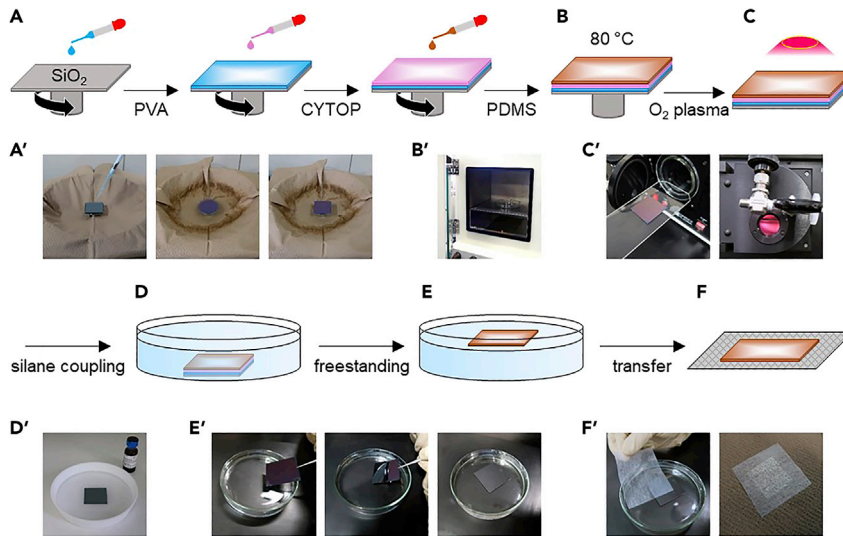 A
B
C
SiO2
80 °C
PVA
CYTOP
PDMS
O2 plasma
A′
B′
C′
D
E
F
silane coupling
freestanding
transfer
D′
E′
F′